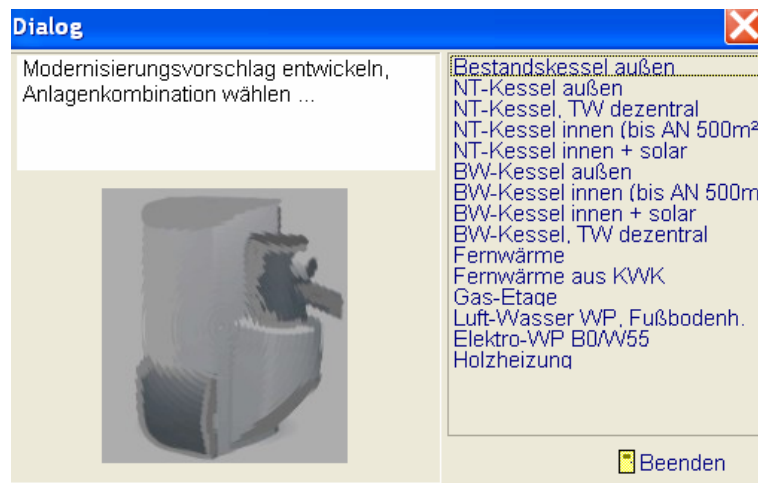 Dialog
Modernisierungsvorschlag entwickeln,
Anlagenkombination wählen ...
Bestandskessel außen
NT-Kessel außen
NT-Kessel, TW dezentral
NT-Kessel innen (bis AN 500m²
NT-Kessel innen + solar
BW-Kessel außen
BW-Kessel innen (bis AN 500m
BW-Kessel innen + solar
BW-Kessel, TW dezentral
Fernwärme
Fernwärme aus KWK
Gas-Etage
Luft-Wasser WP, Fußbodenh.
Elektro-WP B0/W55
Holzheizung
Beenden